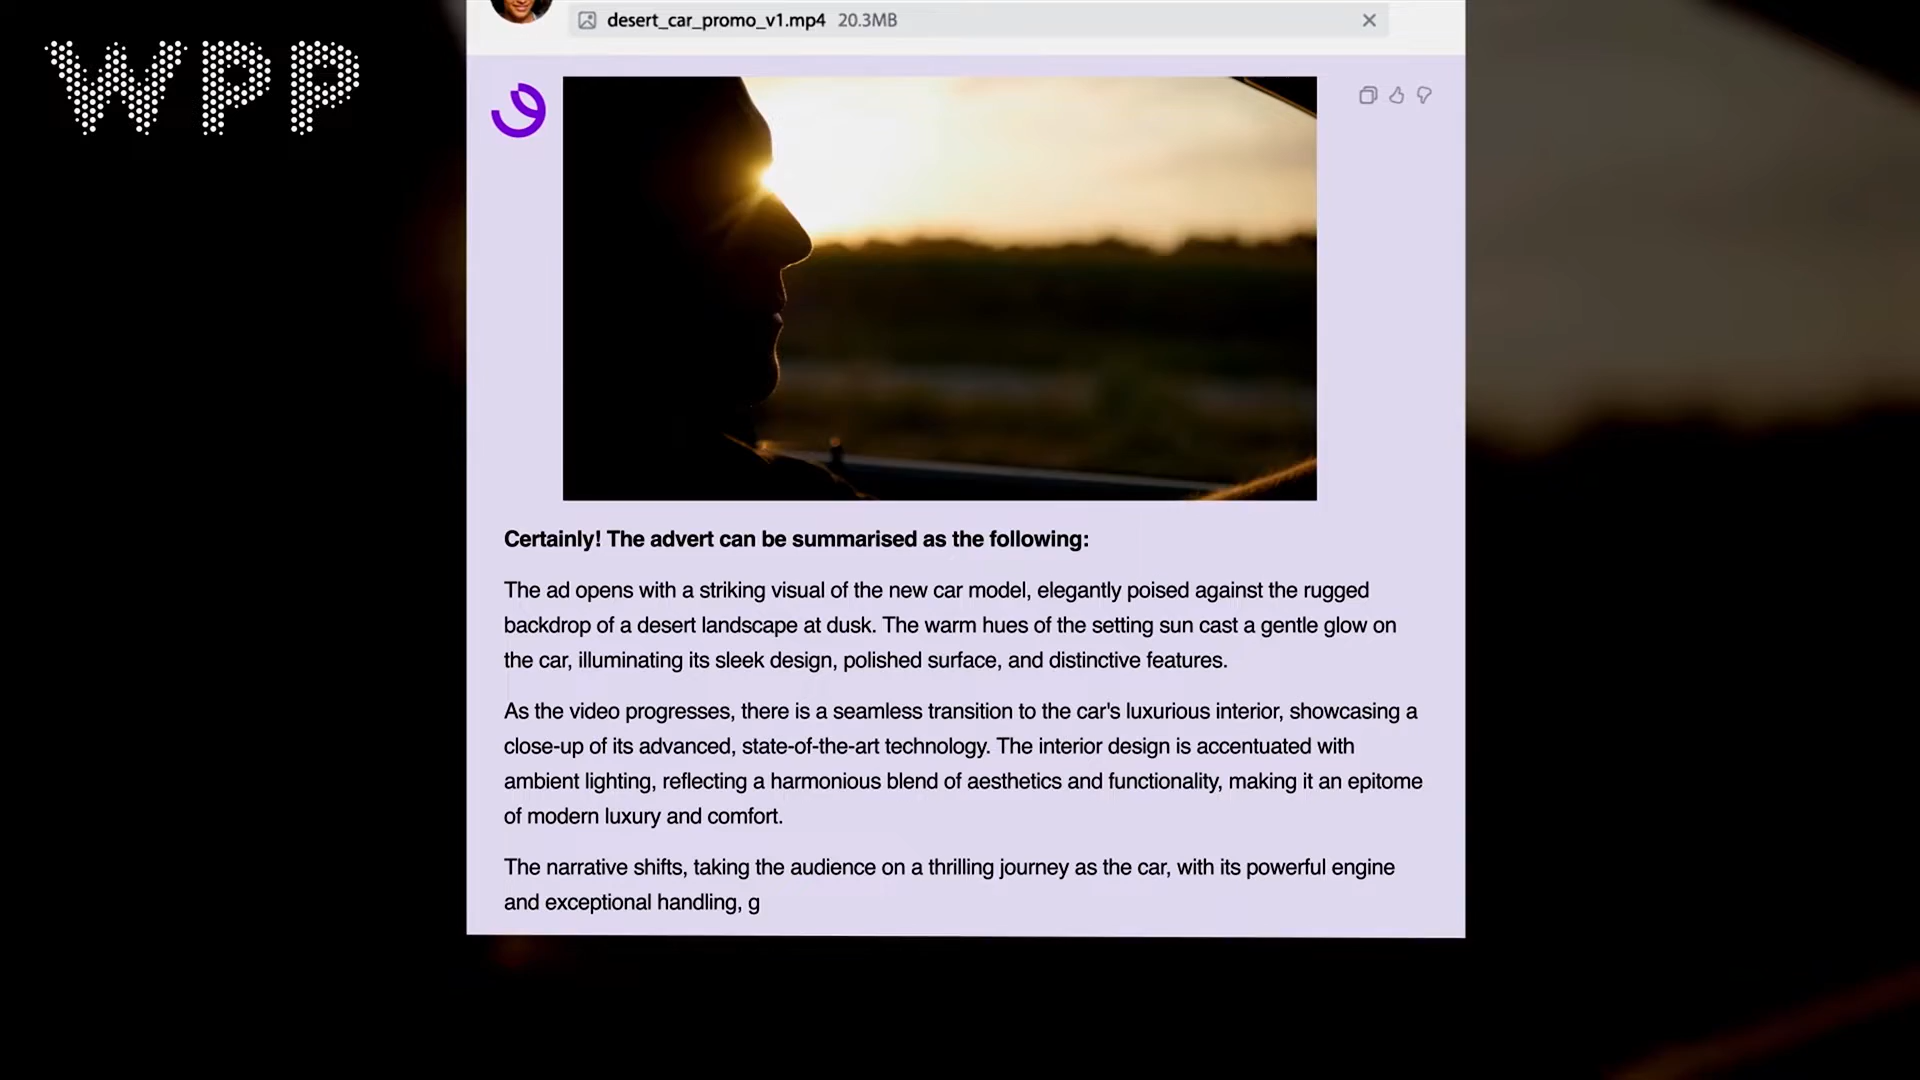 WPP
desert_car_promo_v1.mp4 20.3MB
Certainly! The advert can be summarised as the following:
The ad opens with a striking visual of the new car model, elegantly poised against the rugged
backdrop of a desert landscape at dusk. The warm hues of the setting sun cast a gentle glow on
the car, illuminating its sleek design, polished surface, and distinctive features.
As the video progresses, there is a seamless transition to the car's luxurious interior, showcasing a
close-up of its advanced, state-of-the-art technology. The interior design is accentuated with
ambient lighting, reflecting a harmonious blend of aesthetics and functionality, making it an epitome
of modern luxury and comfort.
The narrative shifts, taking the audience on a thrilling journey as the car, with its powerful engine
and exceptional handling, g